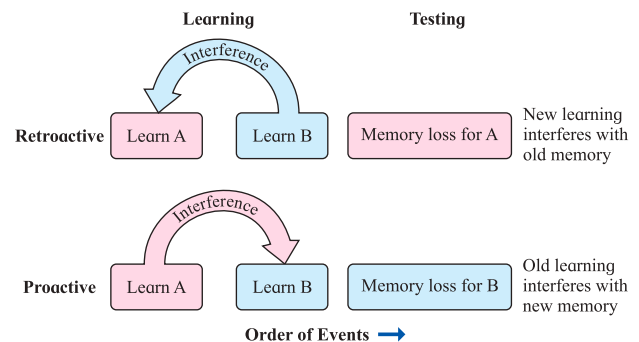 Learning
Testing
Interference
Retroactive
Learn A
Learn B
Memory loss for A
New learning
interferes with
old memory
Interference
Proactive
Learn A
Learn B
Memory loss for B
Old learning
interferes with
new memory
Order of Events